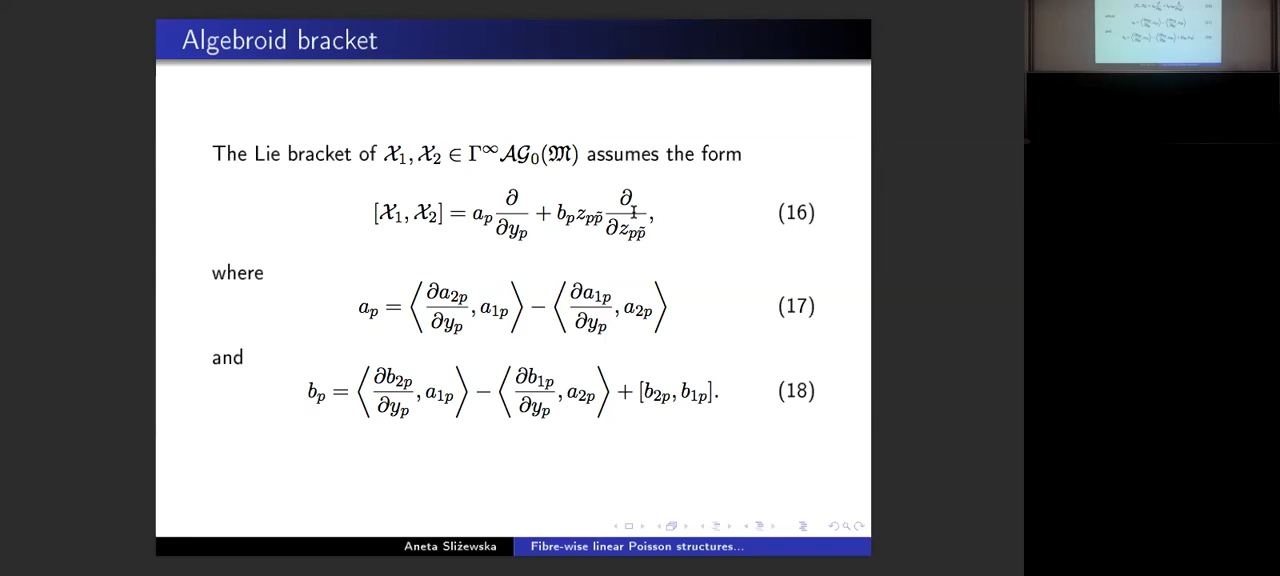 Algebroid bracket
The Lie bracket of 𝒳₁, 𝒳₂ ∈ Γ^∞𝒜𝒢₀(𝔐) assumes the form
[𝒳₁, 𝒳₂] = a_p ∂/∂y_p + b_p z_{pp̃} ∂/∂z_{pp̃}, (16)
where
a_p = ⟨∂a_{2p}/∂y_p, a_{1p}⟩ − ⟨∂a_{1p}/∂y_p, a_{2p}⟩ (17)
and
b_p = ⟨∂b_{2p}/∂y_p, a_{1p}⟩ − ⟨∂b_{1p}/∂y_p, a_{2p}⟩ + [b_{2p}, b_{1p}]. (18)
Aneta Sliżewska Fibre-wise linear Poisson structures...